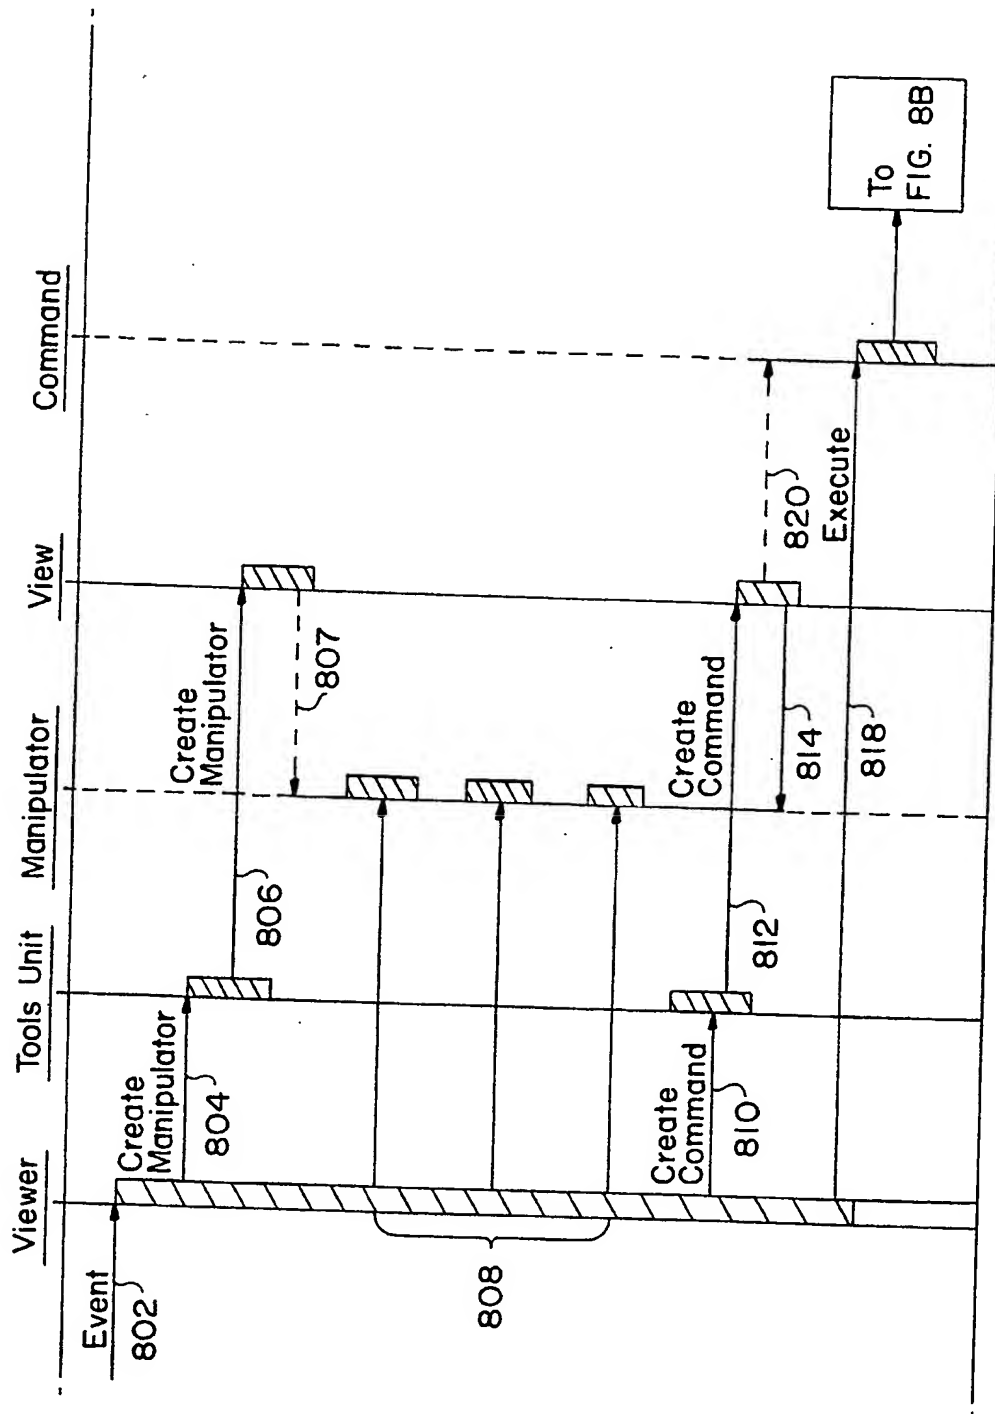 Viewer
Tools Unit
Manipulator
View
Command
Event
802
Create
Manipulator
804
806
Create
Manipulator
807
808
Create
Command
810
812
Create
Command
814
820
818
Execute
To
FIG. 8B